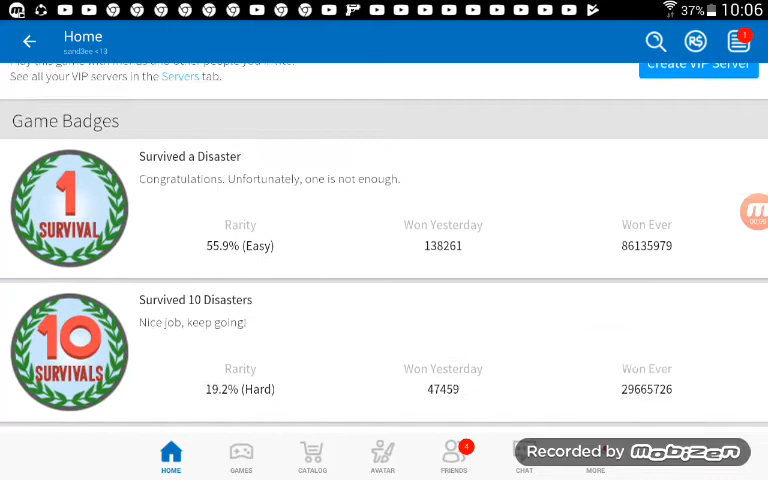 37% 10:06
Home
sand3ee <13
R$
1
See all your VIP servers in the Servers tab.
Create VIP Server
Game Badges
1
SURVIVAL
Survived a Disaster
Congratulations. Unfortunately, one is not enough.
Rarity Won Yesterday Won Ever
55.9% (Easy) 138261 86135979
10
SURVIVALS
Survived 10 Disasters
Nice job, keep going!
Rarity Won Yesterday Won Ever
19.2% (Hard) 47459 29665726
4
HOME GAMES CATALOG AVATAR FRIENDS CHAT MORE
Recorded by mobizen